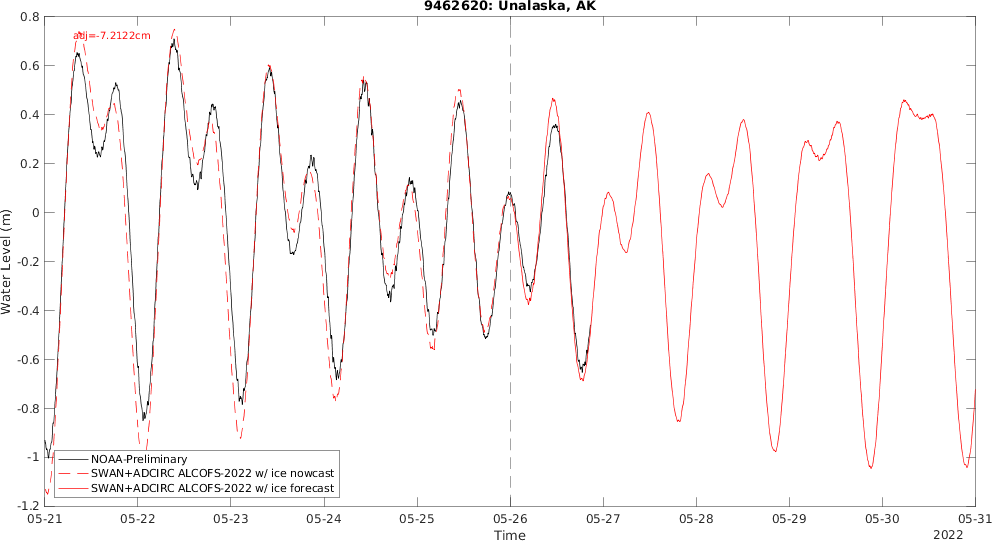 9462620: Unalaska, AK
adj=-7.2122cm
Water Level (m)
0.8
0.6
0.4
0.2
0
-0.2
-0.4
-0.6
-0.8
-1
-1.2
NOAA-Preliminary
SWAN+ADCIRC ALCOFS-2022 w/ ice nowcast
SWAN+ADCIRC ALCOFS-2022 w/ ice forecast
05-21 05-22 05-23 05-24 05-25 05-26 05-27 05-28 05-29 05-30 05-31
Time
2022